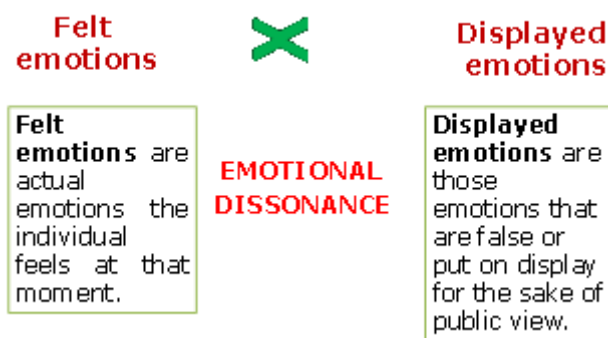 Felt
emotions
Displayed
emotions
Felt
emotions are
actual
emotions the
individual
feels at that
moment.
EMOTIONAL
DISSONANCE
Displayed
emotions are
those
emotions that
are false or
put on display
for the sake of
public view.